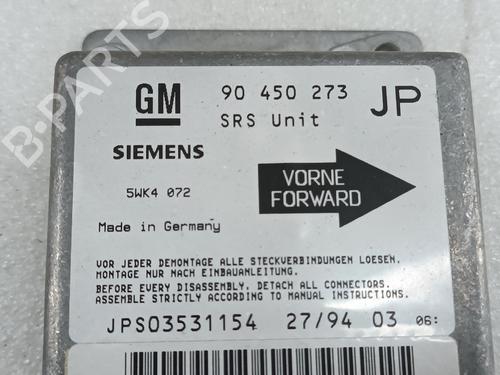 GM 90 450 273 JP
SRS Unit
SIEMENS
5WK4 072
VORNE
FORWARD
Made in Germany
VOR JEDER DEMONTAGE ALLE STECKVERBINDUNGEN LOESEN.
MONTAGE NUR NACH EINBAUANLEITUNG.
BEFORE EVERY DISASSEMBLY, DETACH ALL CONNECTORS.
ASSEMBLE STRICTLY ACCORDING TO MANUAL INSTRUCTIONS.
JPS03531154 27/94 03 06:
B-PARTS